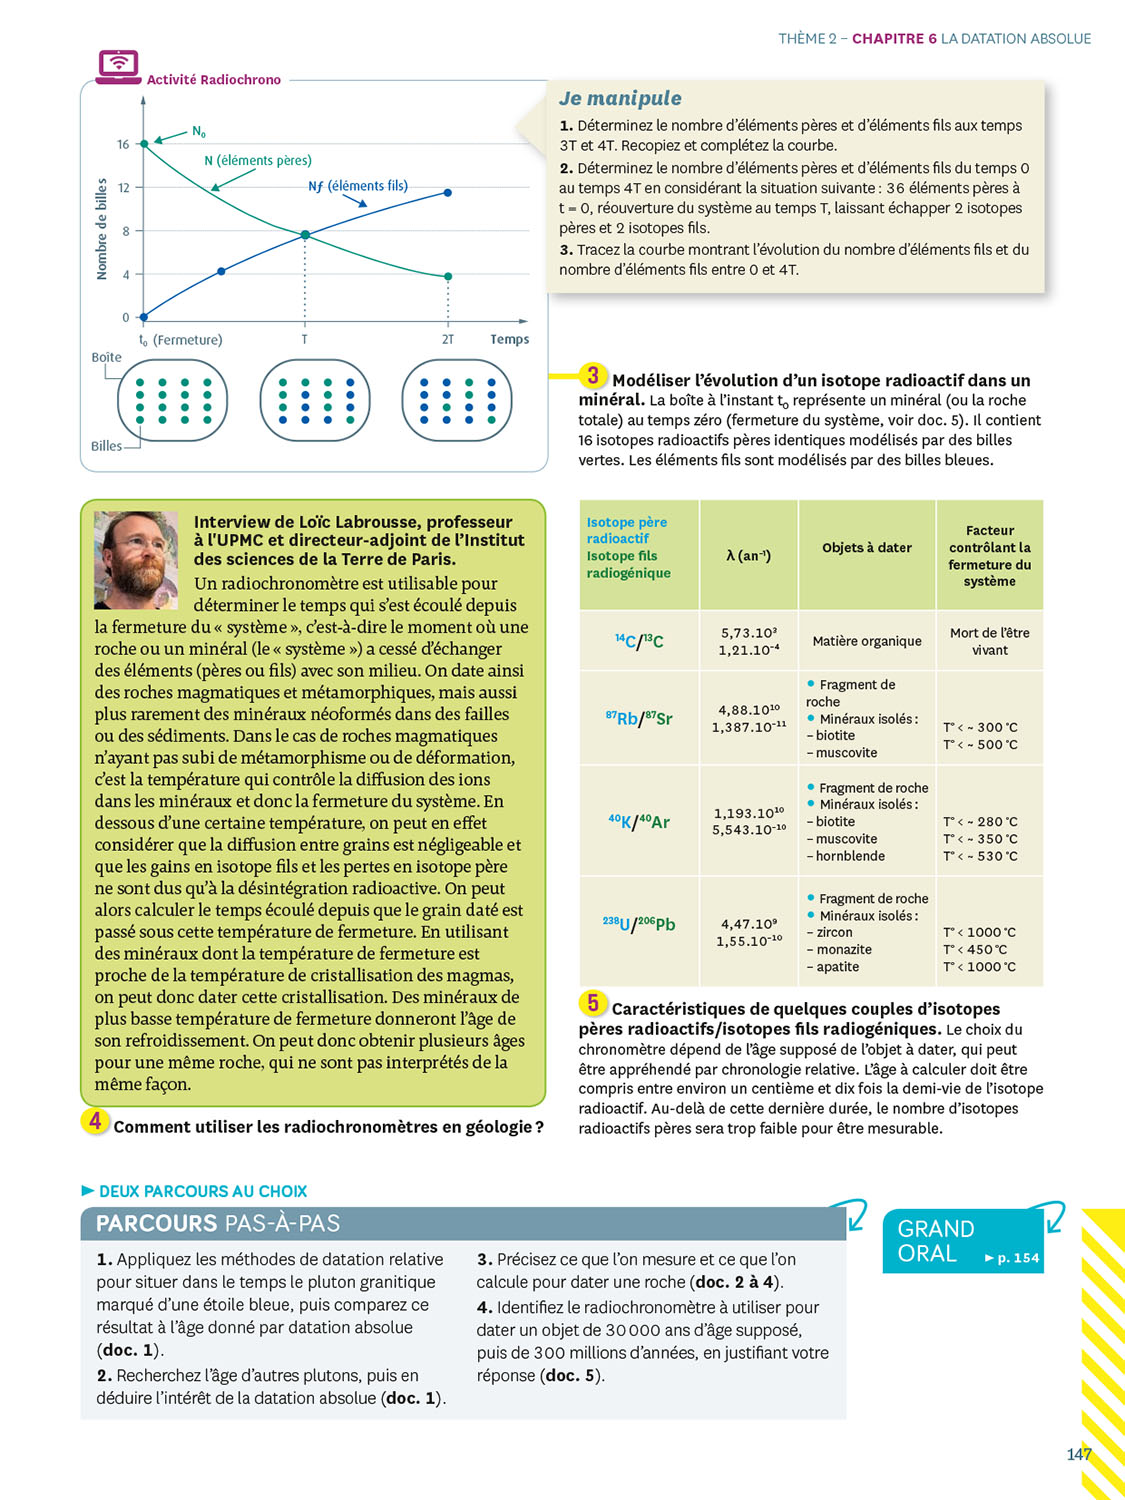 THÈME 2 – CHAPITRE 6 LA DATATION ABSOLUE
Activité Radiochrono
Nombre de billes
16
12
8
4
0
N₀
N (éléments pères)
Nƒ (éléments fils)
t₀ (Fermeture)
T
2T
Temps
Boîte
Billes
Je manipule
1. Déterminez le nombre d'éléments pères et d'éléments fils aux temps
3T et 4T. Recopiez et complétez la courbe.
2. Déterminez le nombre d'éléments pères et d'éléments fils du temps 0
au temps 4T en considérant la situation suivante : 36 éléments pères à
t = 0, réouverture du système au temps T, laissant échapper 2 isotopes
pères et 2 isotopes fils.
3. Tracez la courbe montrant l'évolution du nombre d'éléments fils et du
nombre d'éléments fils entre 0 et 4T.
3 Modéliser l'évolution d'un isotope radioactif dans un
minéral. La boîte à l'instant t₀ représente un minéral (ou la roche
totale) au temps zéro (fermeture du système, voir doc. 5). Il contient
16 isotopes radioactifs pères identiques modélisés par des billes
vertes. Les éléments fils sont modélisés par des billes bleues.
Interview de Loïc Labrousse, professeur
à l'UPMC et directeur-adjoint de l'Institut
des sciences de la Terre de Paris.
Un radiochronomètre est utilisable pour
déterminer le temps qui s'est écoulé depuis
la fermeture du « système », c'est-à-dire le moment où une
roche ou un minéral (le « système ») a cessé d'échanger
des éléments (pères ou fils) avec son milieu. On date ainsi
des roches magmatiques et métamorphiques, mais aussi
plus rarement des minéraux néoformés dans des failles
ou des sédiments. Dans le cas de roches magmatiques
n'ayant pas subi de métamorphisme ou de déformation,
c'est la température qui contrôle la diffusion des ions
dans les minéraux et donc la fermeture du système. En
dessous d'une certaine température, on peut en effet
considérer que la diffusion entre grains est négligeable et
que les gains en isotope fils et les pertes en isotope père
ne sont dus qu'à la désintégration radioactive. On peut
alors calculer le temps écoulé depuis que le grain daté est
passé sous cette température de fermeture. En utilisant
des minéraux dont la température de fermeture est
proche de la température de cristallisation des magmas,
on peut donc dater cette cristallisation. Des minéraux de
plus basse température de fermeture donneront l'âge de
son refroidissement. On peut donc obtenir plusieurs âges
pour une même roche, qui ne sont pas interprétés de la
même façon.
4 Comment utiliser les radiochronomètres en géologie ?
Isotope père
radioactif
Isotope fils
radiogénique
λ (an⁻¹)
Objets à dater
Facteur
contrôlant la
fermeture du
système
¹⁴C/¹³C
5,73.10³
1,21.10⁻⁴
Matière organique
Mort de l'être
vivant
⁸⁷Rb/⁸⁷Sr
4,88.10¹⁰
1,387.10⁻¹¹
• Fragment de
roche
• Minéraux isolés :
– biotite
– muscovite
T° < ~ 300 °C
T° < ~ 500 °C
⁴⁰K/⁴⁰Ar
1,193.10¹⁰
5,543.10⁻¹⁰
• Fragment de roche
• Minéraux isolés :
– biotite
– muscovite
– hornblende
T° < ~ 280 °C
T° < ~ 350 °C
T° < ~ 530 °C
²³⁸U/²⁰⁶Pb
4,47.10⁹
1,55.10⁻¹⁰
• Fragment de roche
• Minéraux isolés :
– zircon
– monazite
– apatite
T° < 1000 °C
T° < 450 °C
T° < 1000 °C
5 Caractéristiques de quelques couples d'isotopes
pères radioactifs/isotopes fils radiogéniques. Le choix du
chronomètre dépend de l'âge supposé de l'objet à dater, qui peut
être appréhendé par chronologie relative. L'âge à calculer doit être
compris entre environ un centième et dix fois la demi-vie de l'isotope
radioactif. Au-delà de cette dernière durée, le nombre d'isotopes
radioactifs pères sera trop faible pour être mesurable.
► DEUX PARCOURS AU CHOIX
PARCOURS PAS-À-PAS
1. Appliquez les méthodes de datation relative
pour situer dans le temps le pluton granitique
marqué d'une étoile bleue, puis comparez ce
résultat à l'âge donné par datation absolue
(doc. 1).
2. Recherchez l'âge d'autres plutons, puis en
déduire l'intérêt de la datation absolue (doc. 1).
3. Précisez ce que l'on mesure et ce que l'on
calcule pour dater une roche (doc. 2 à 4).
4. Identifiez le radiochronomètre à utiliser pour
dater un objet de 30 000 ans d'âge supposé,
puis de 300 millions d'années, en justifiant votre
réponse (doc. 5).
GRAND
ORAL ► p. 154
147